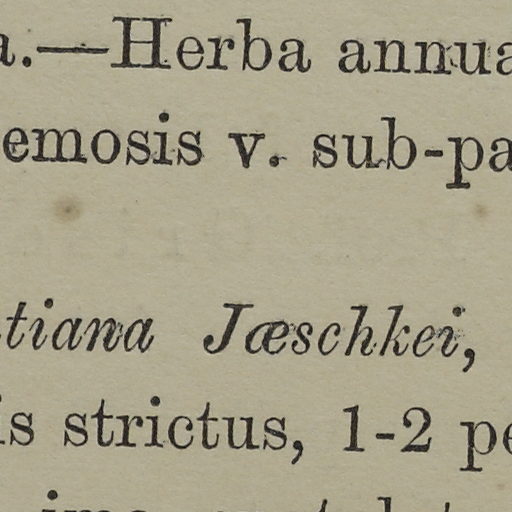 a.—Herba annua
emosis v. sub-pa
tiana Jæschkei,
is strictus, 1-2 pe